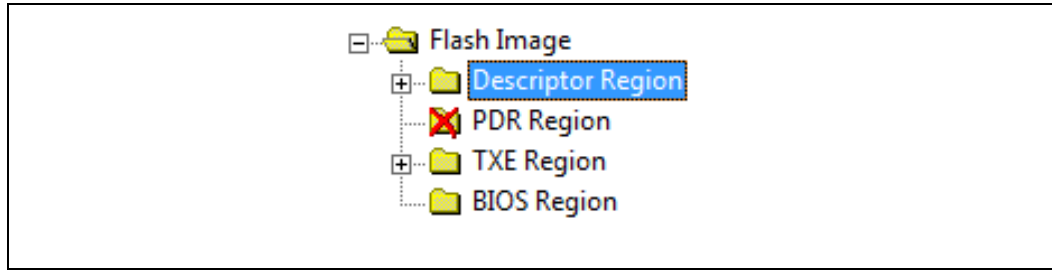 Flash Image
Descriptor Region
PDR Region
TXE Region
BIOS Region